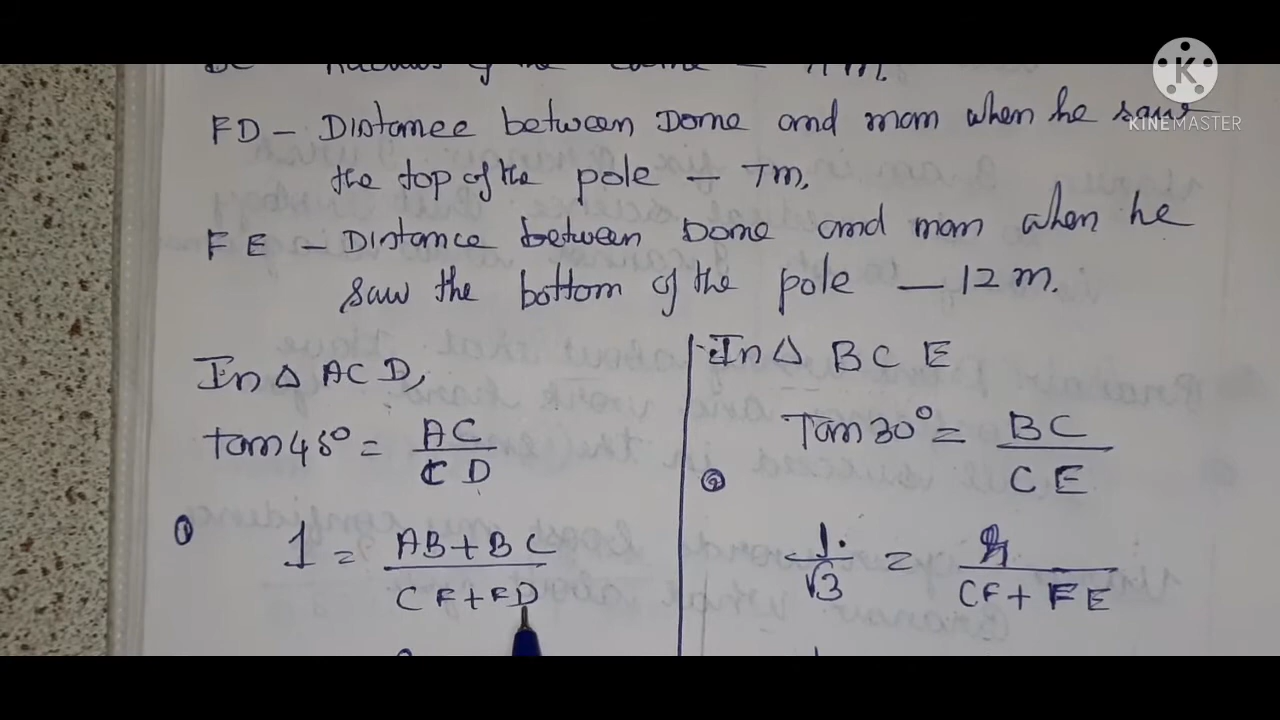 KINEMASTER
FD - Distance between Dome and man when he saw
the top of the pole - 7m.
FE - Distance between Dome and man when he
saw the bottom of the pole - 12 m.
In △ ACD,
tan 45° = AC / CD
① 1 = AB + BC / CF + FD
In △ BCE
Tan 30° = BC / CE
② 1 / √3 = r / CF + FE